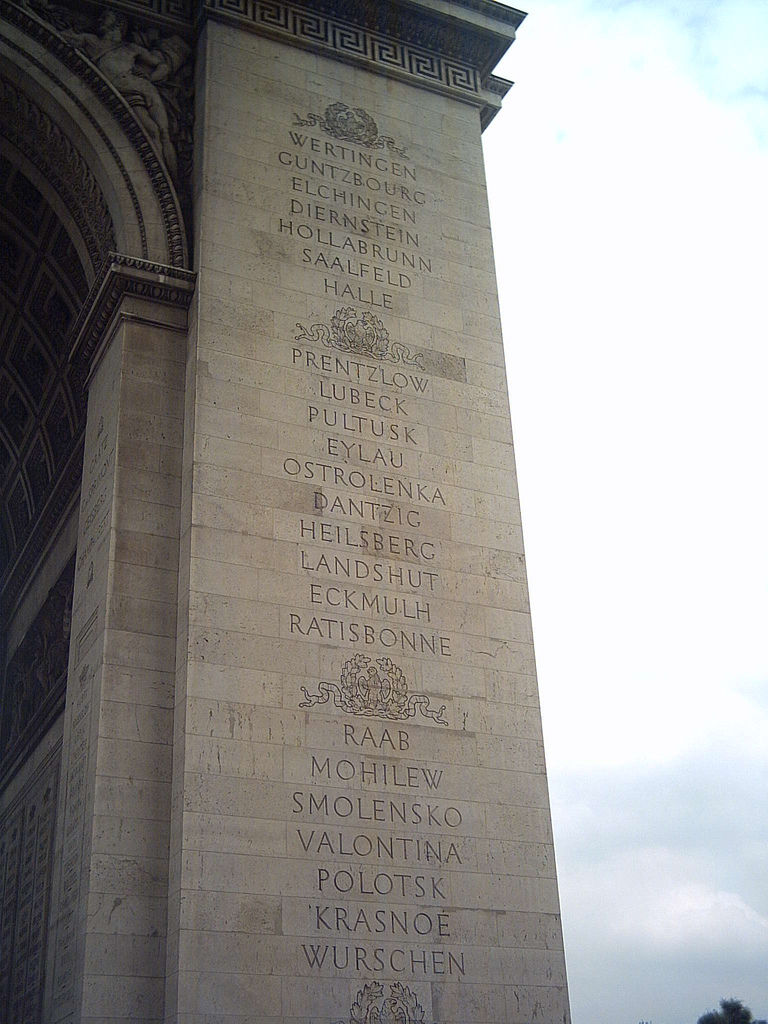 WERTINGEN
GUNTZBOURG
ELCHINGEN
DIERNSTEIN
HOLLABRUNN
SAALFELD
HALLE
PRENTZLOW
LUBECK
PULTUSK
EYLAU
OSTROLENKA
DANTZIG
HEILSBERG
LANDSHUT
ECKMULH
RATISBONNE
RAAB
MOHILEW
SMOLENSKO
VALONTINA
POLOTSK
KRASNOÉ
WURSCHEN